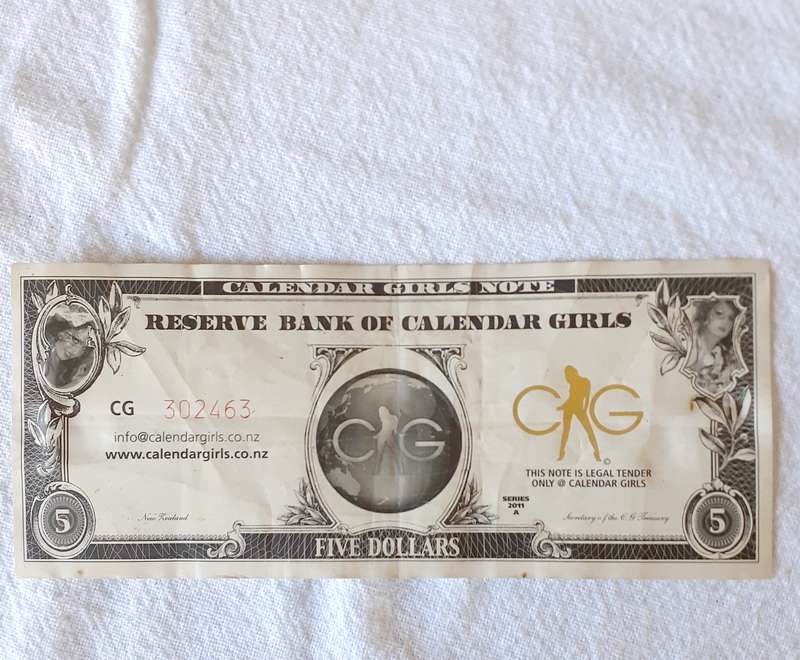 CALENDAR GIRLS NOTE
RESERVE BANK OF CALENDAR GIRLS
CG 302463
info@calendargirls.co.nz
www.calendargirls.co.nz
CG
CG
©
THIS NOTE IS LEGAL TENDER
ONLY @ CALENDAR GIRLS
SERIES
2011
A
New Zealand
Secretary of the CG Treasury
5
FIVE DOLLARS
5